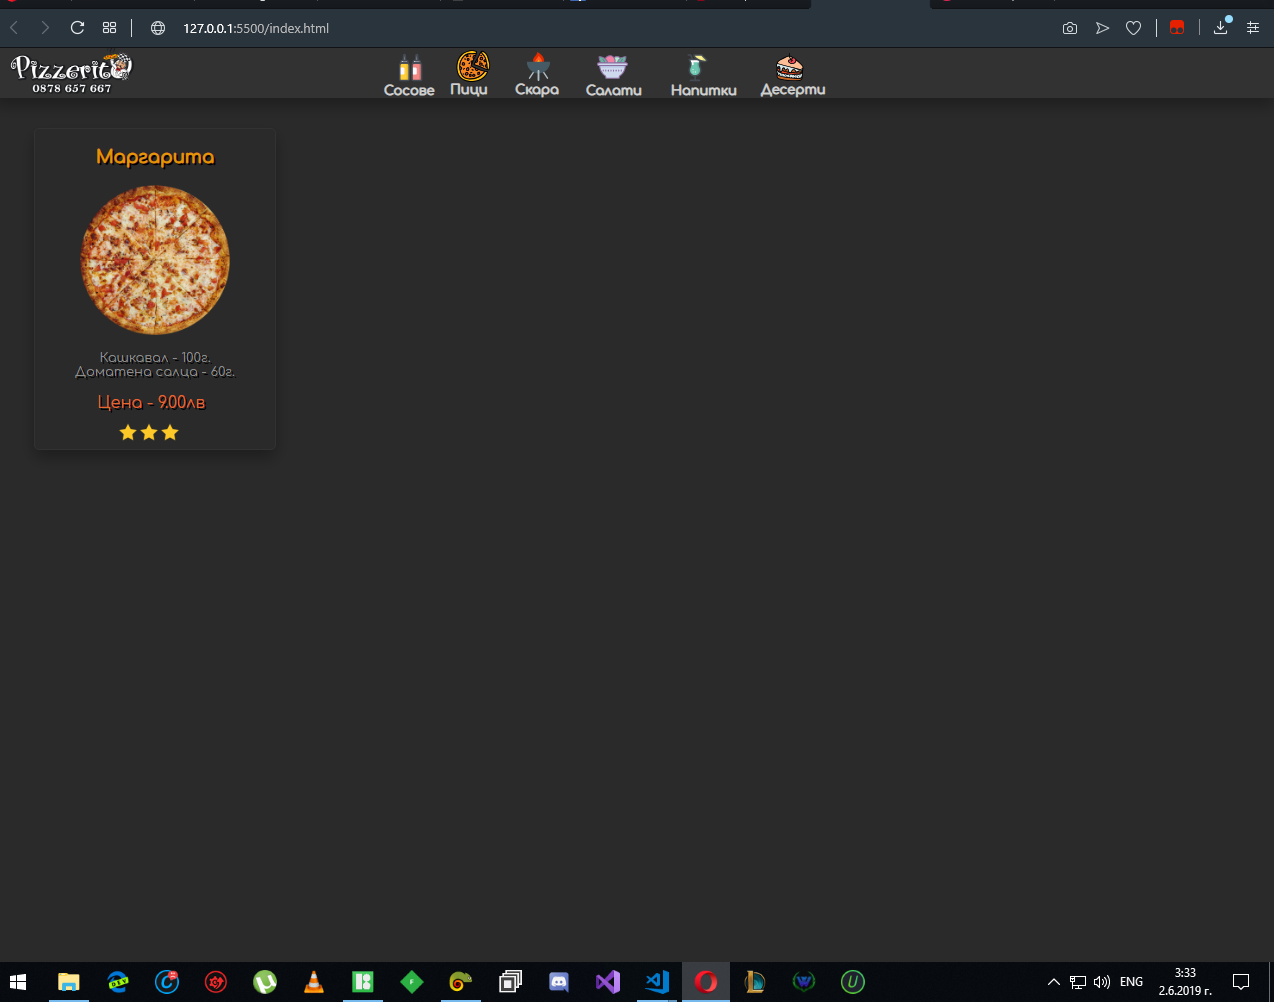 127.0.0.1:5500/index.html
Pizzerito
0878 657 667
Сосове
Пици
Скара
Салати
Напитки
Десерти
Маргарита
Кашкавал - 100г.
Доматена салца - 60г.
Цена - 9.00лв
ENG
3:33
2.6.2019 г.